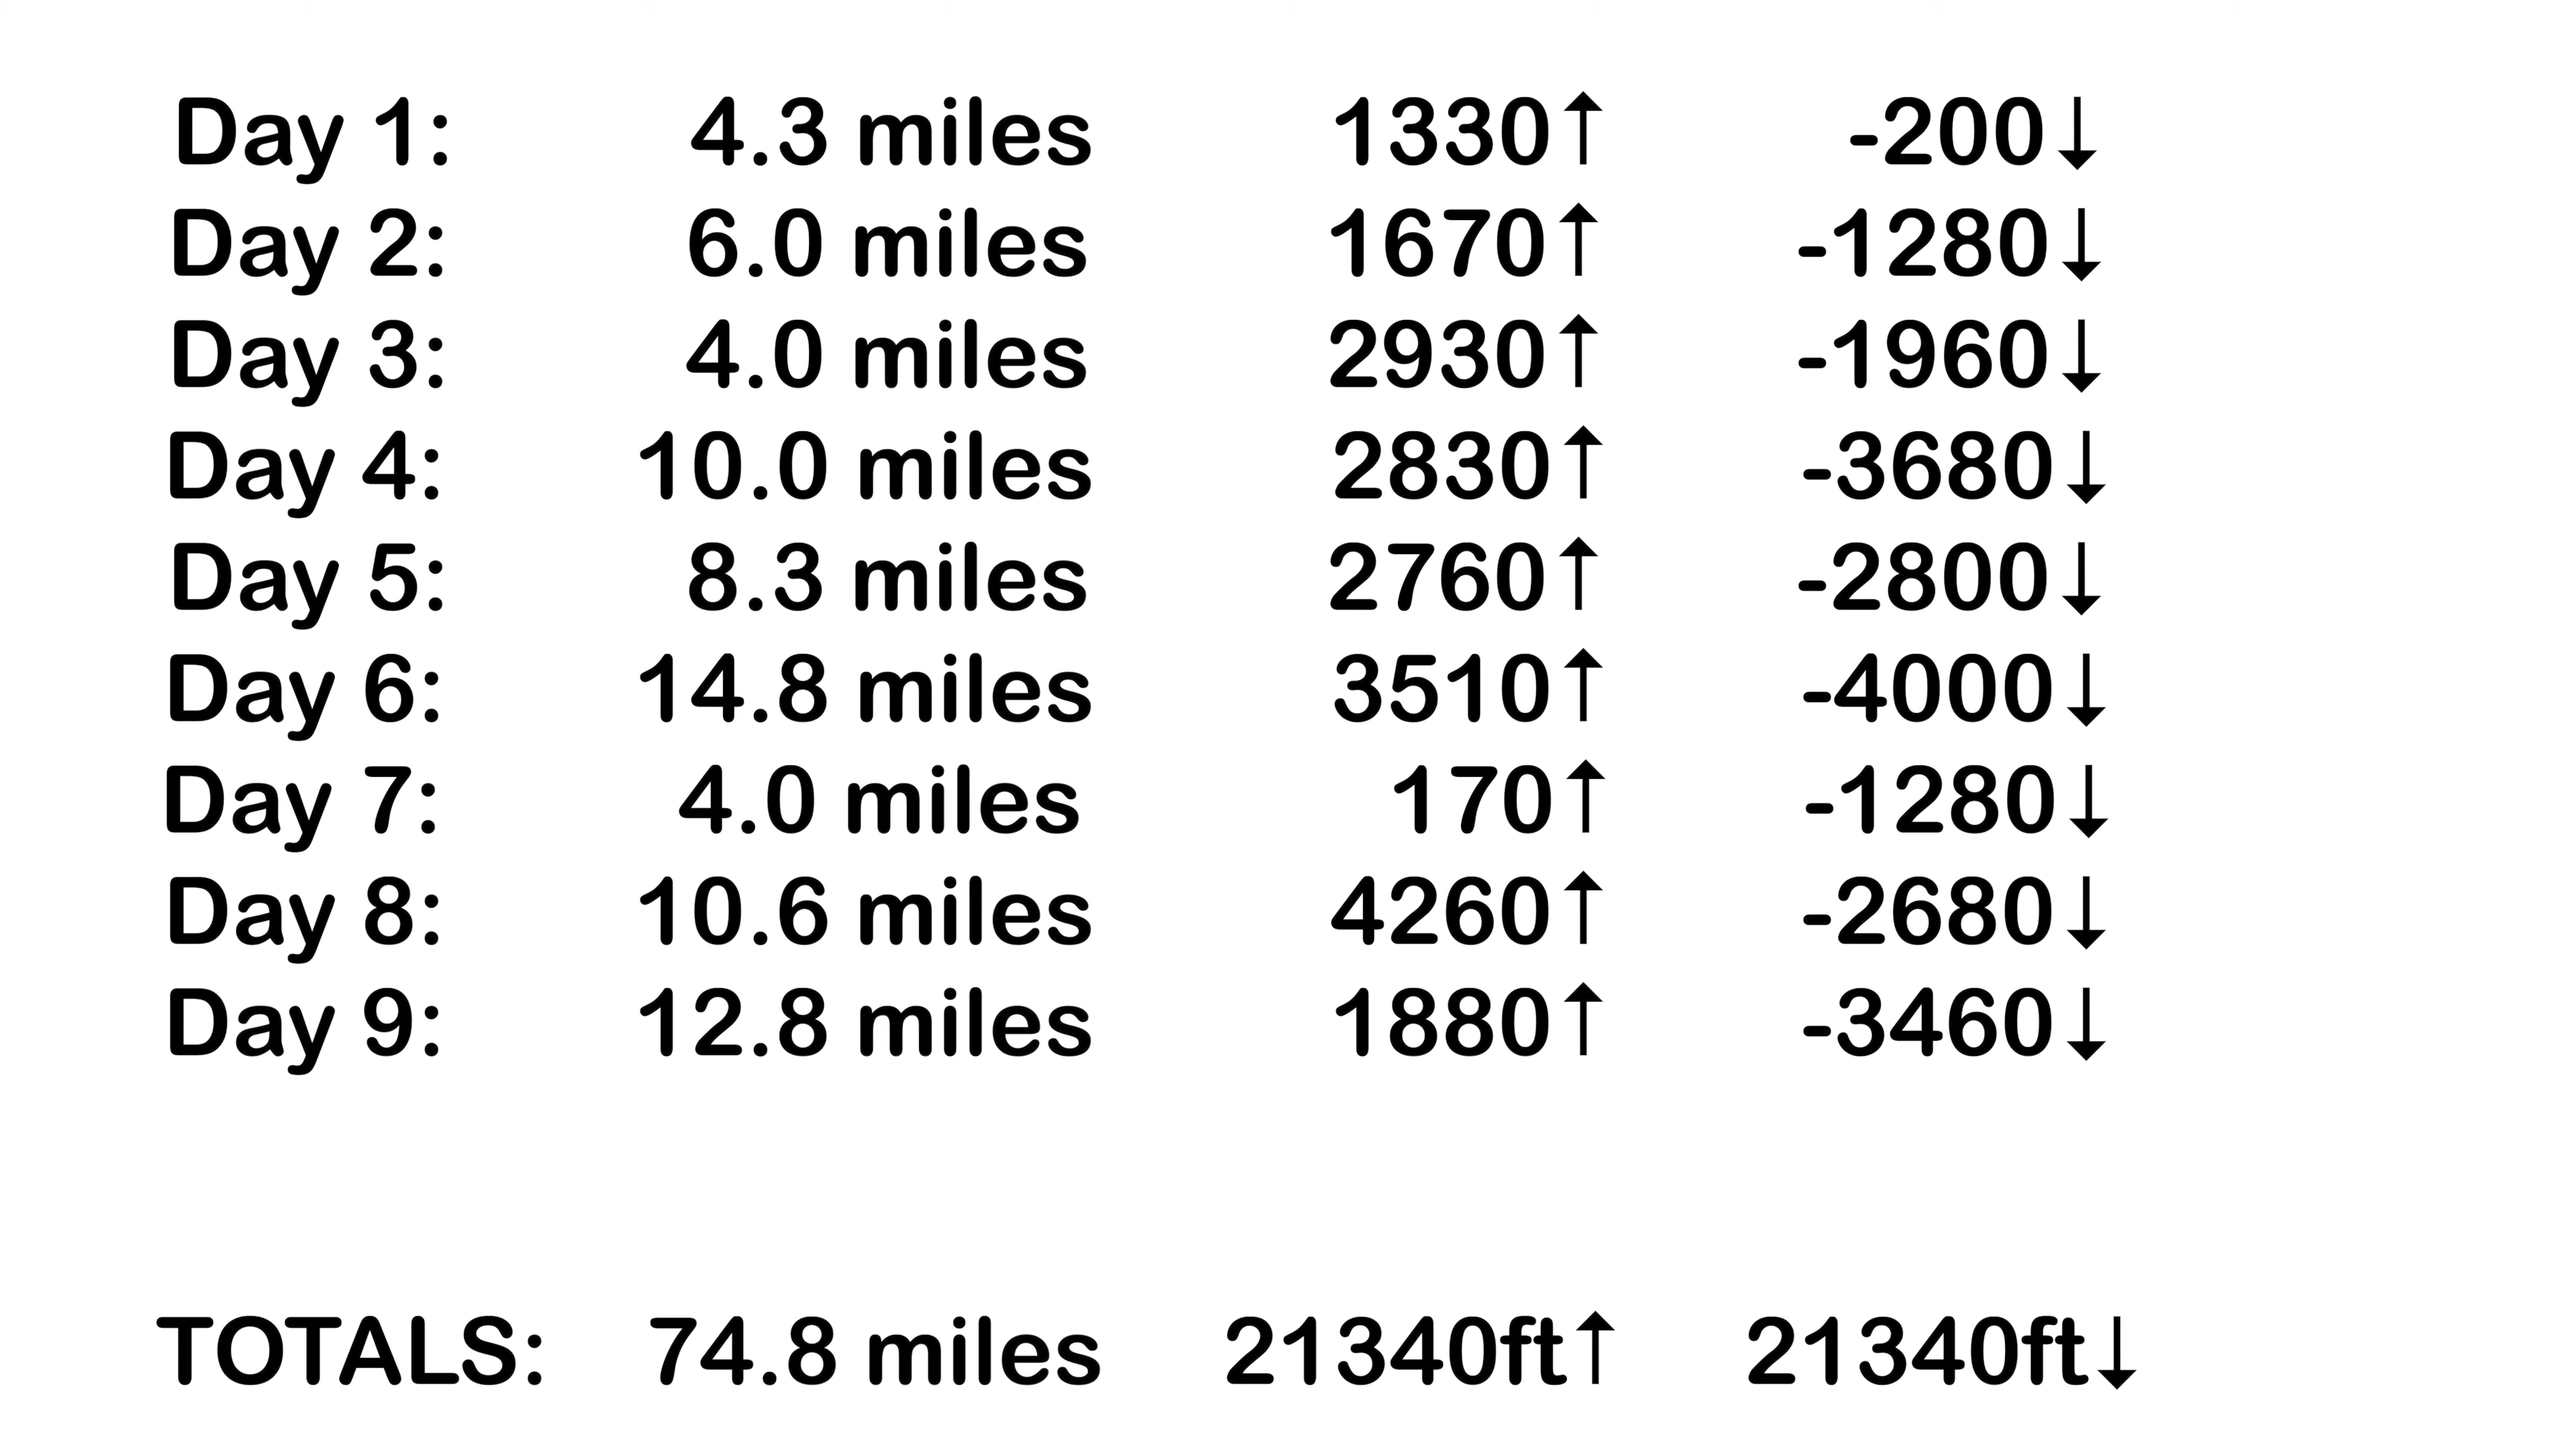 Day 1: 4.3 miles 1330↑ -200↓
Day 2: 6.0 miles 1670↑ -1280↓
Day 3: 4.0 miles 2930↑ -1960↓
Day 4: 10.0 miles 2830↑ -3680↓
Day 5: 8.3 miles 2760↑ -2800↓
Day 6: 14.8 miles 3510↑ -4000↓
Day 7: 4.0 miles 170↑ -1280↓
Day 8: 10.6 miles 4260↑ -2680↓
Day 9: 12.8 miles 1880↑ -3460↓
TOTALS: 74.8 miles 21340ft↑ 21340ft↓